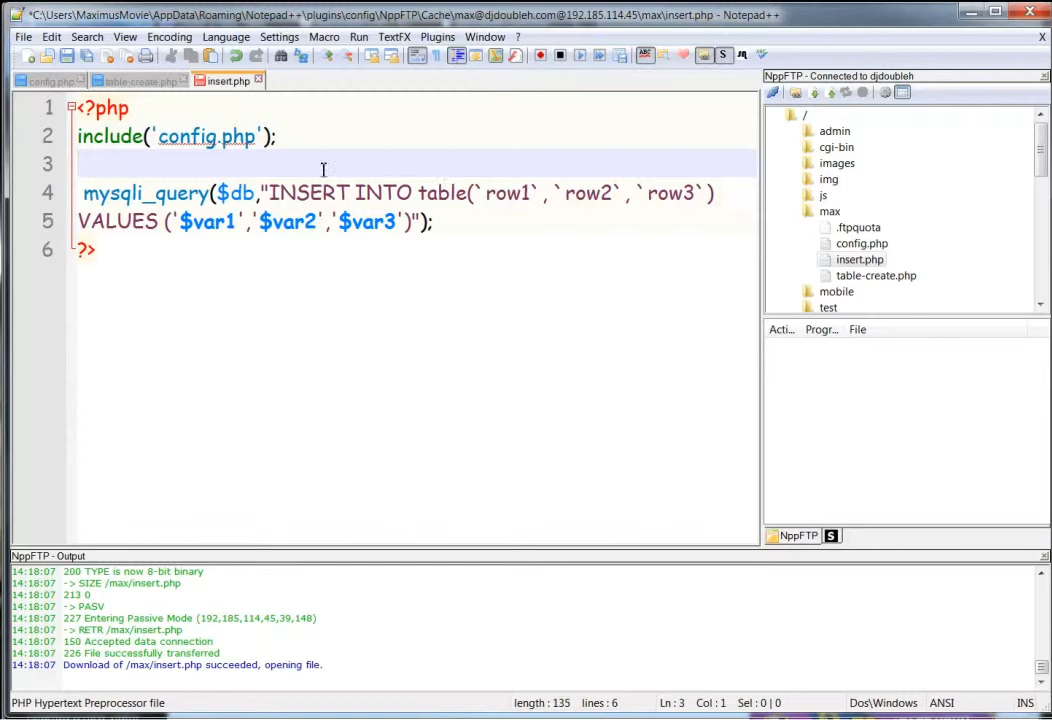 *C:\Users\MaximusMovie\AppData\Roaming\Notepad++\plugins\config\NppFTP\Cache\max@djdoubleh.com@192.185.114.45\max\insert.php - Notepad++
File Edit Search View Encoding Language Settings Macro Run TextFX Plugins Window ? X
config.php table-create.php insert.php
1 <?php
2 include('config.php');
3
4 mysqli_query($db,"INSERT INTO table(`row1`,`row2`,`row3`)
5 VALUES ('$var1','$var2','$var3')");
6 ?>
NppFTP - Connected to djdoubleh
/
admin
cgi-bin
images
img
js
max
.ftpquota
config.php
insert.php
table-create.php
mobile
test
Acti... Progr... File
NppFTP S
NppFTP - Output
14:18:07 200 TYPE is now 8-bit binary
14:18:07 -> SIZE /max/insert.php
14:18:07 213 0
14:18:07 -> PASV
14:18:07 227 Entering Passive Mode (192,185,114,45,39,148)
14:18:07 -> RETR /max/insert.php
14:18:07 150 Accepted data connection
14:18:07 226 File successfully transferred
14:18:07 Download of /max/insert.php succeeded, opening file.
PHP Hypertext Preprocessor file length : 135 lines : 6 Ln : 3 Col : 1 Sel : 0 | 0 Dos\Windows ANSI INS